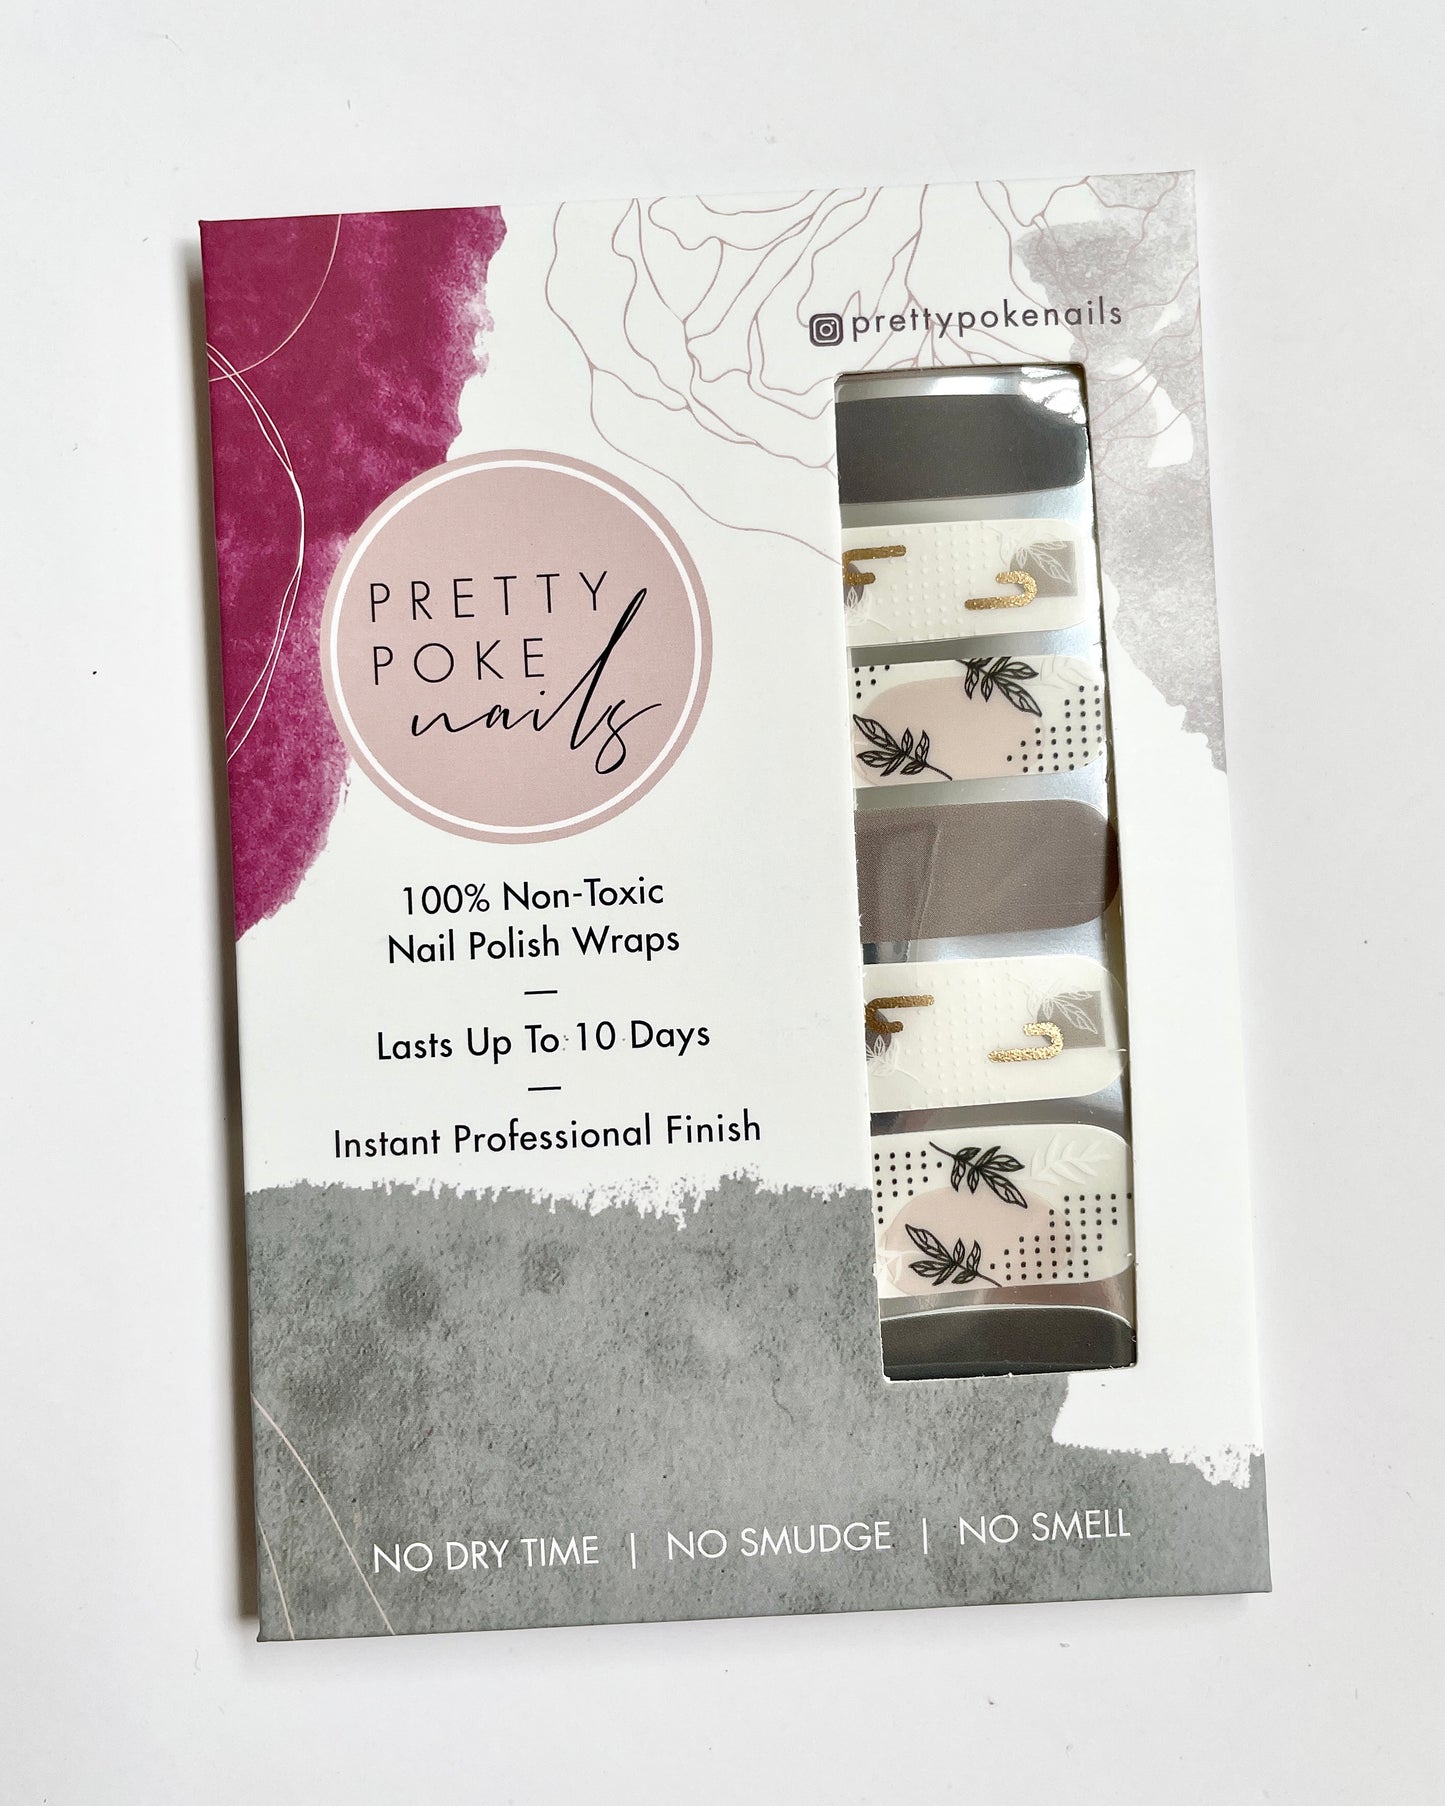 prettypokenails
PRETTY
POKE
nails
100% Non-Toxic
Nail Polish Wraps
Lasts Up To 10 Days
Instant Professional Finish
NO DRY TIME | NO SMUDGE | NO SMELL